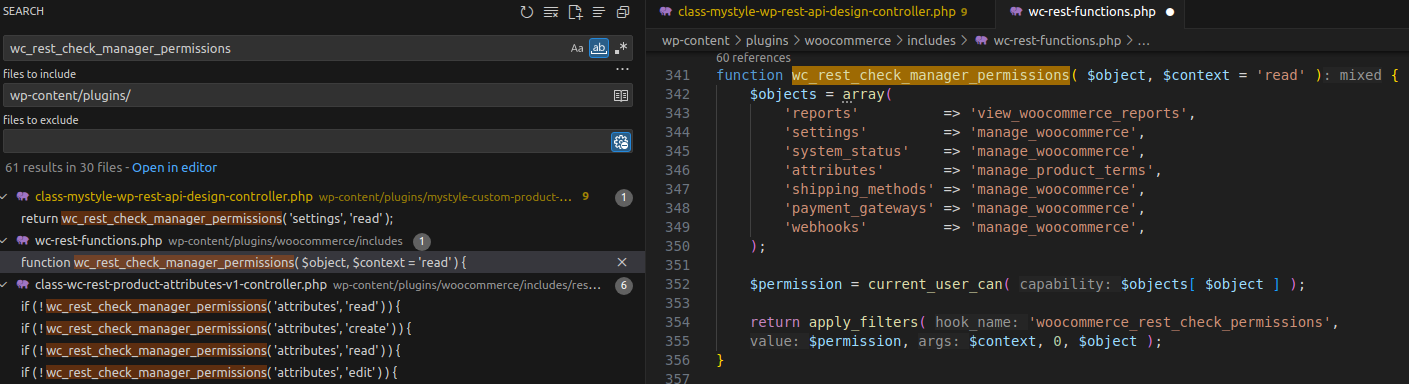 SEARCH
wc_rest_check_manager_permissions
Aa
ab
.*
files to include
...
wp-content/plugins/
files to exclude
61 results in 30 files - Open in editor
class-mystyle-wp-rest-api-design-controller.php wp-content/plugins/mystyle-custom-product-... 9 1
return wc_rest_check_manager_permissions( 'settings', 'read' );
wc-rest-functions.php wp-content/plugins/woocommerce/includes 1
function wc_rest_check_manager_permissions( $object, $context = 'read' ) {
class-wc-rest-product-attributes-v1-controller.php wp-content/plugins/woocommerce/includes/res... 6
if ( ! wc_rest_check_manager_permissions( 'attributes', 'read' ) ) {
if ( ! wc_rest_check_manager_permissions( 'attributes', 'create' ) ) {
if ( ! wc_rest_check_manager_permissions( 'attributes', 'read' ) ) {
if ( ! wc_rest_check_manager_permissions( 'attributes', 'edit' ) ) {
class-mystyle-wp-rest-api-design-controller.php 9
wc-rest-functions.php
wp-content > plugins > woocommerce > includes > wc-rest-functions.php > ...
60 references
341 function wc_rest_check_manager_permissions( $object, $context = 'read' ): mixed {
342 $objects = array(
343 'reports' => 'view_woocommerce_reports',
344 'settings' => 'manage_woocommerce',
345 'system_status' => 'manage_woocommerce',
346 'attributes' => 'manage_product_terms',
347 'shipping_methods' => 'manage_woocommerce',
348 'payment_gateways' => 'manage_woocommerce',
349 'webhooks' => 'manage_woocommerce',
350 );
351
352 $permission = current_user_can( capability: $objects[ $object ] );
353
354 return apply_filters( hook_name: 'woocommerce_rest_check_permissions',
355 value: $permission, args: $context, 0, $object );
356 }
357